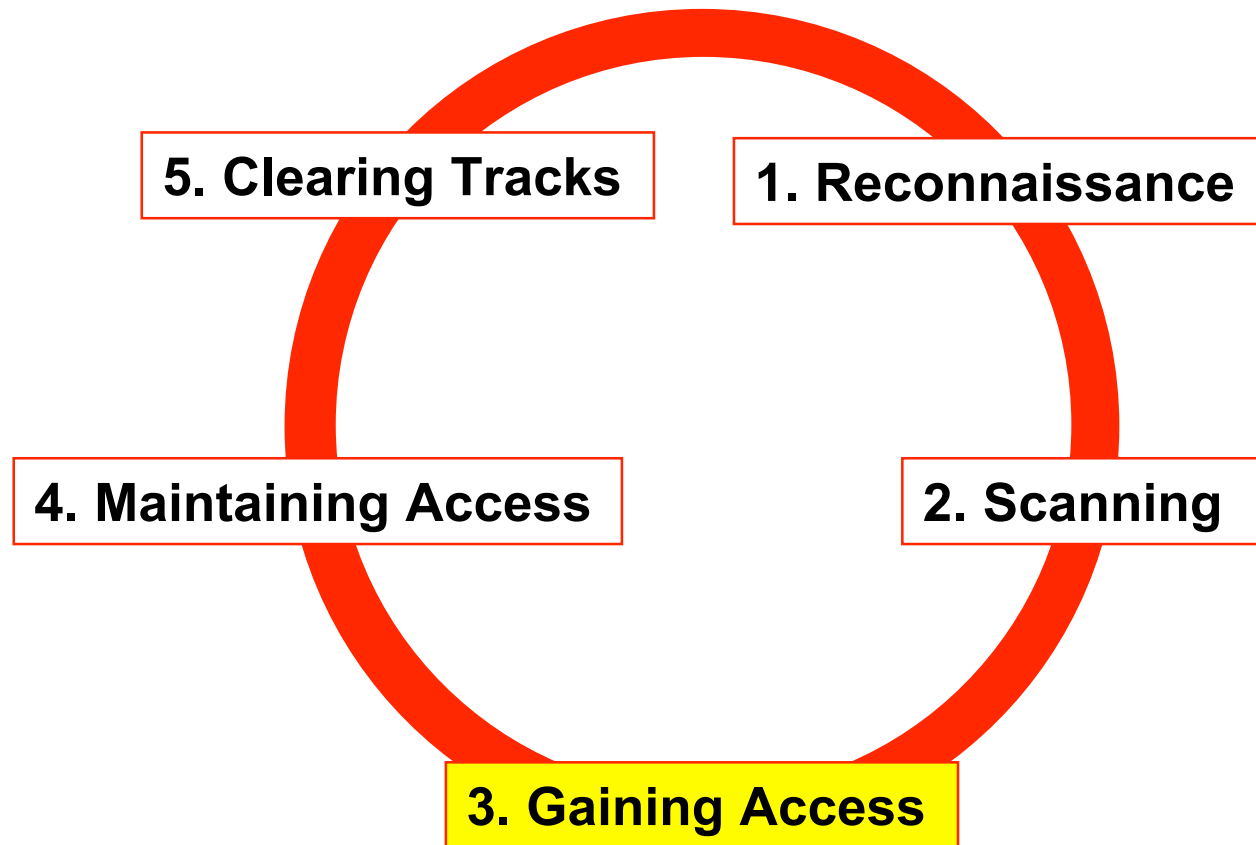 5. Clearing Tracks
1. Reconnaissance
4. Maintaining Access
2. Scanning
3. Gaining Access